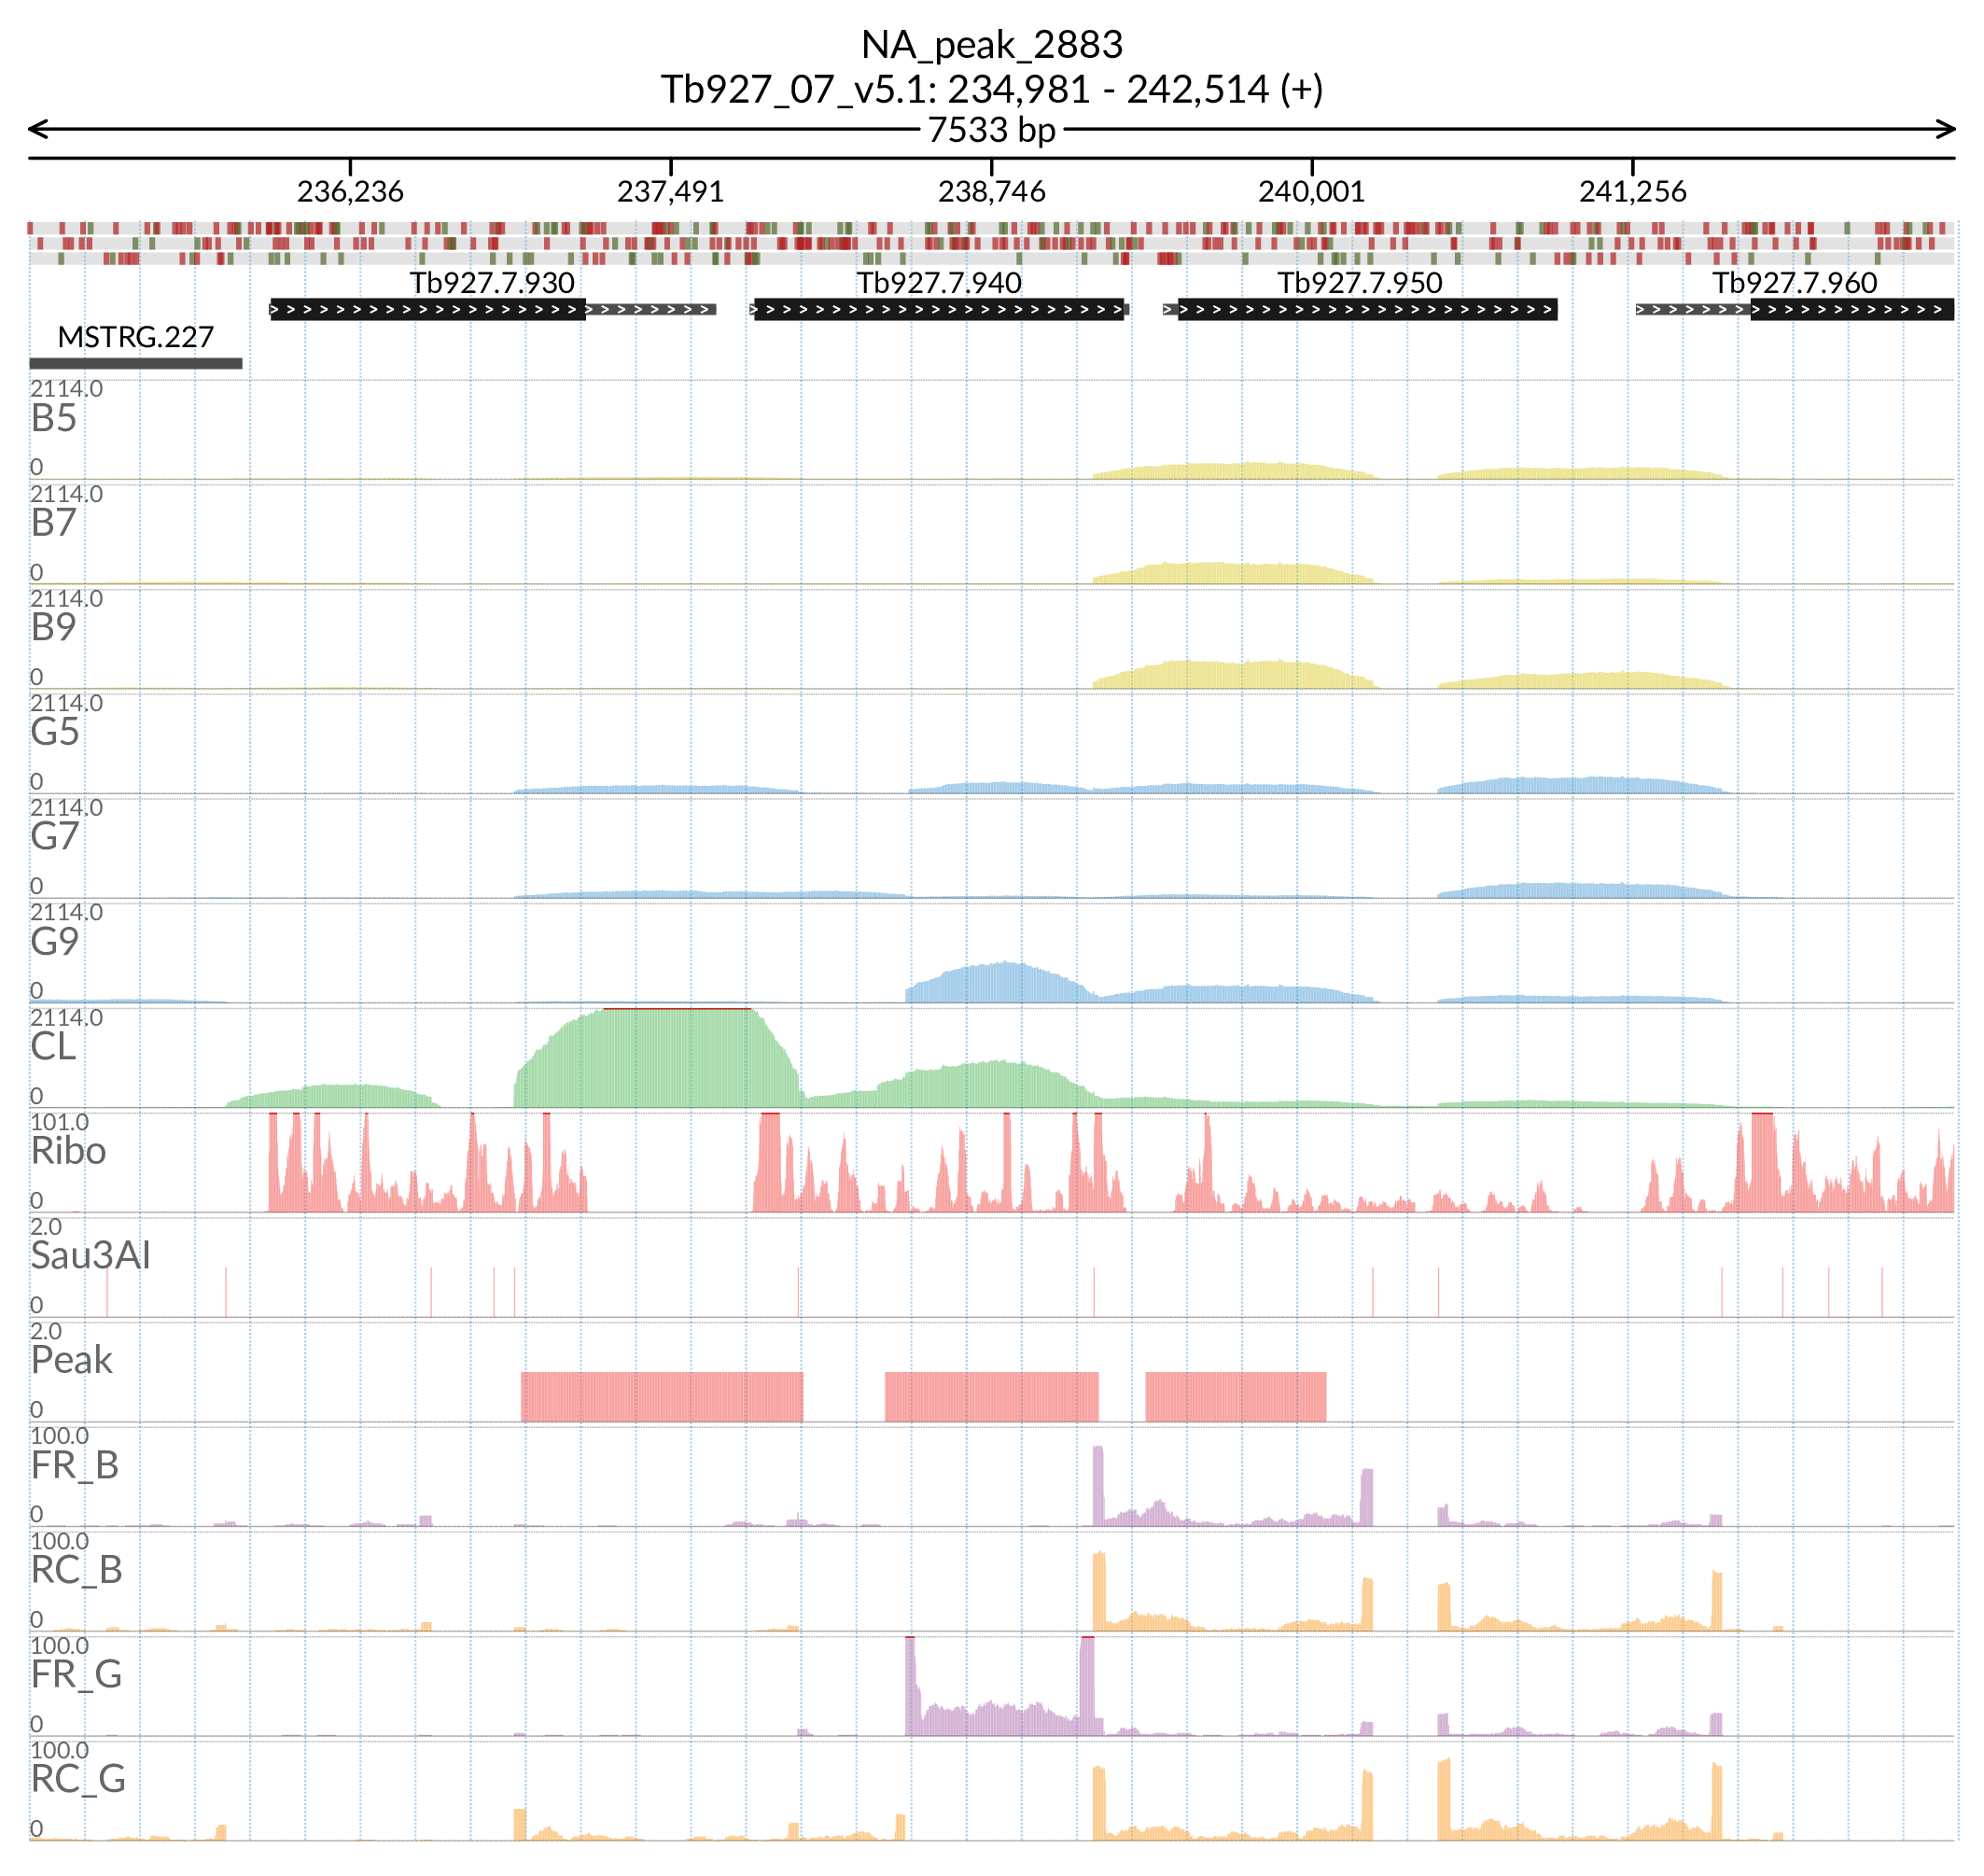 NA_peak_2883
Tb927_07_v5.1: 234,981 - 242,514 (+)
7533 bp
236,236 237,491 238,746 240,001 241,256
Tb927.7.930 Tb927.7.940 Tb927.7.950 Tb927.7.960
MSTRG.227
2114.0
B5
0
2114.0
B7
0
2114.0
B9
0
2114.0
G5
0
2114.0
G7
0
2114.0
G9
0
2114.0
CL
0
101.0
Ribo
0
2.0
Sau3AI
0
2.0
Peak
0
100.0
FR_B
0
100.0
RC_B
0
100.0
FR_G
0
100.0
RC_G
0